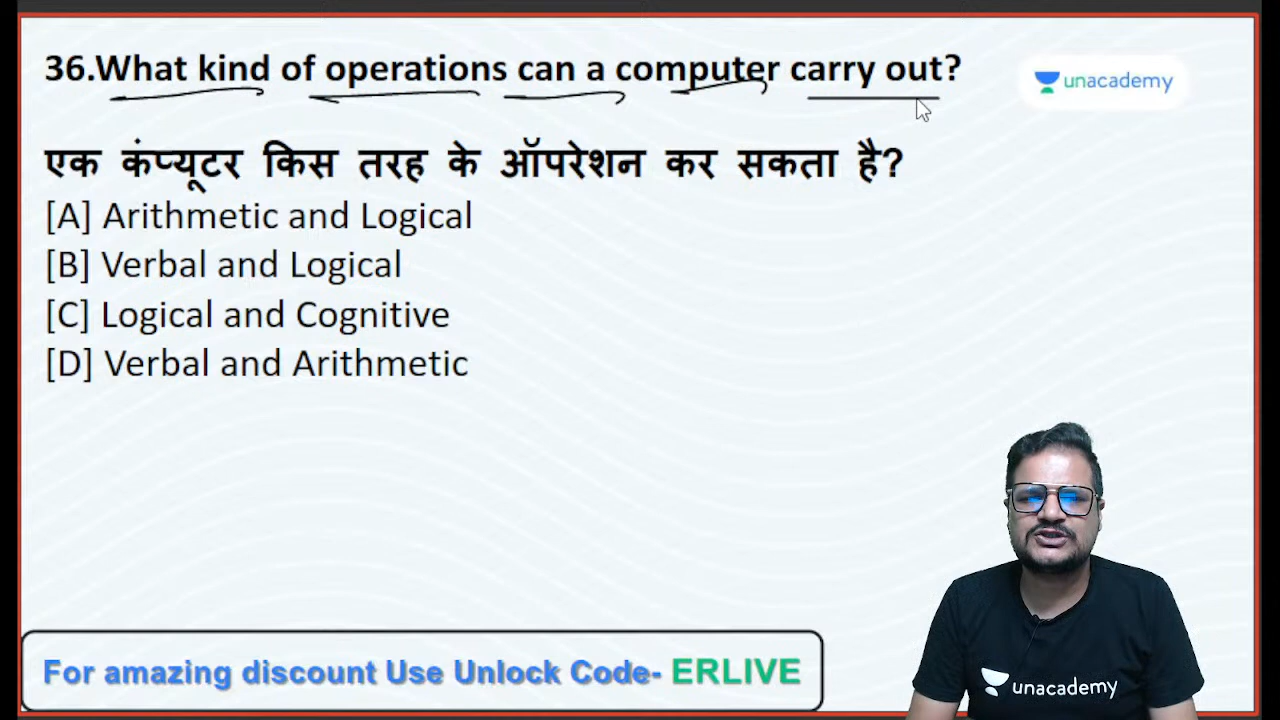 36.What kind of operations can a computer carry out?
unacademy
एक कंप्यूटर किस तरह के ऑपरेशन कर सकता है?
[A] Arithmetic and Logical
[B] Verbal and Logical
[C] Logical and Cognitive
[D] Verbal and Arithmetic
For amazing discount Use Unlock Code- ERLIVE
unacademy